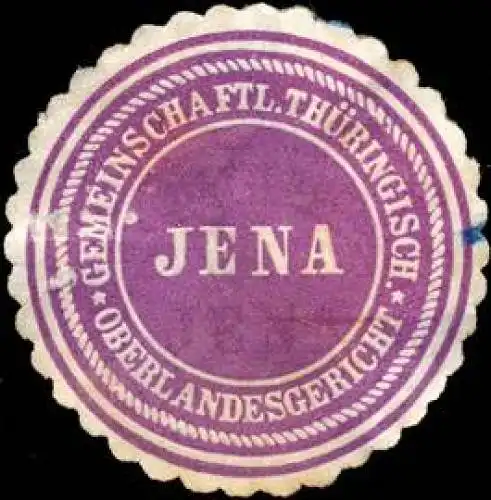 GEMEINSCHAFTL. THÜRINGISCH.
* OBERLANDESGERICHT *
JENA